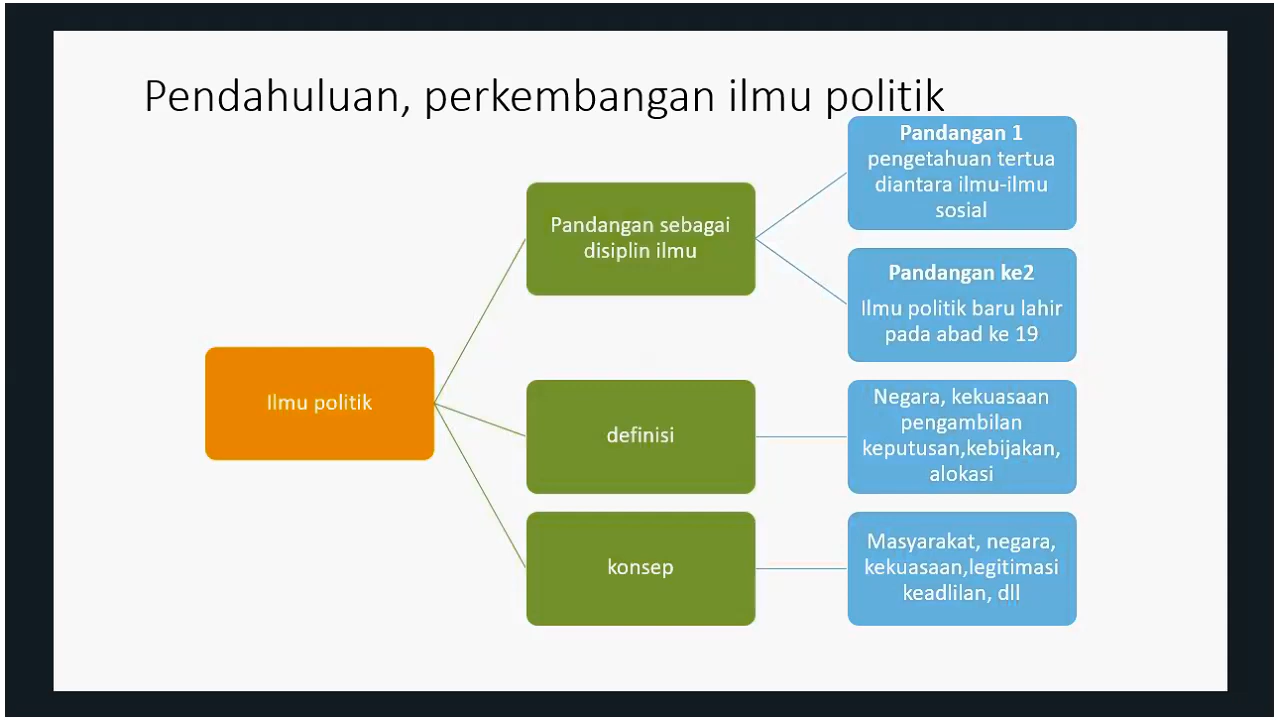 Pendahuluan, perkembangan ilmu politik
Ilmu politik
Pandangan sebagai
disiplin ilmu
Pandangan 1
pengetahuan tertua
diantara ilmu-ilmu
sosial
Pandangan ke2
Ilmu politik baru lahir
pada abad ke 19
definisi
Negara, kekuasaan
pengambilan
keputusan,kebijakan,
alokasi
konsep
Masyarakat, negara,
kekuasaan,legitimasi
keadlilan, dll